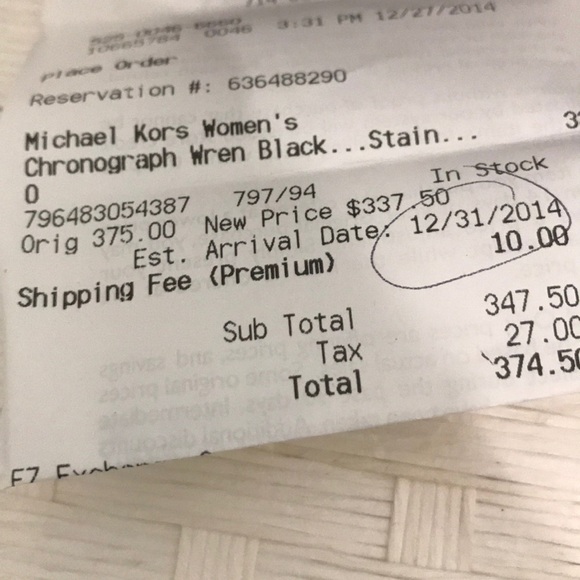 3:31 PM 12/27/2014
Place Order
Reservation #: 636488290
Michael Kors Women's
Chronograph Wren Black...Stain...
0
796483054387 797/94 In Stock
Orig 375.00 New Price $337.50
Est. Arrival Date: 12/31/2014
Shipping Fee (Premium) 10.00
Sub Total 347.50
Tax 27.00
Total 374.50